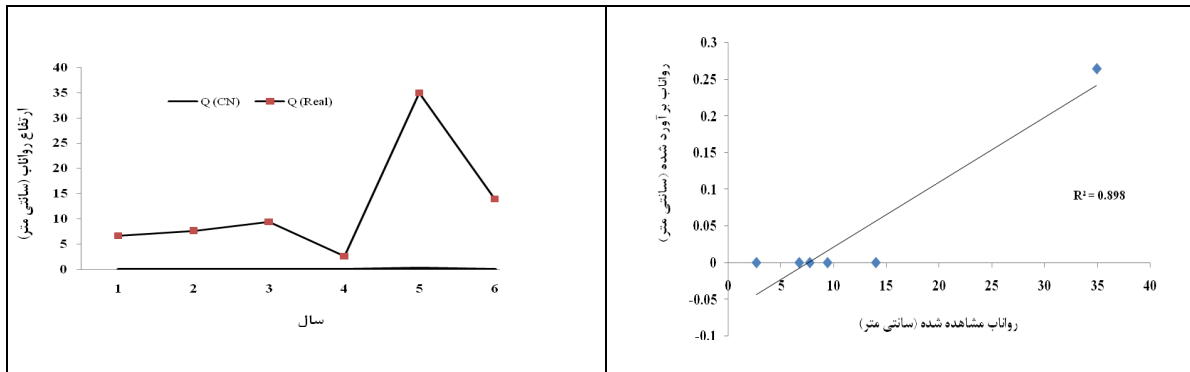 40
35
30
25
20
15
10
5
0
Q (CN) Q (Real)
ارتفاع رواناب (سانتی متر)
1 2 3 4 5 6
سال
0.3
0.25
0.2
0.15
0.1
0.05
0
-0.05
-0.1
رواناب برآورد شده (سانتی متر)
R² = 0.898
0 5 10 15 20 25 30 35 40
رواناب مشاهده شده (سانتی متر)